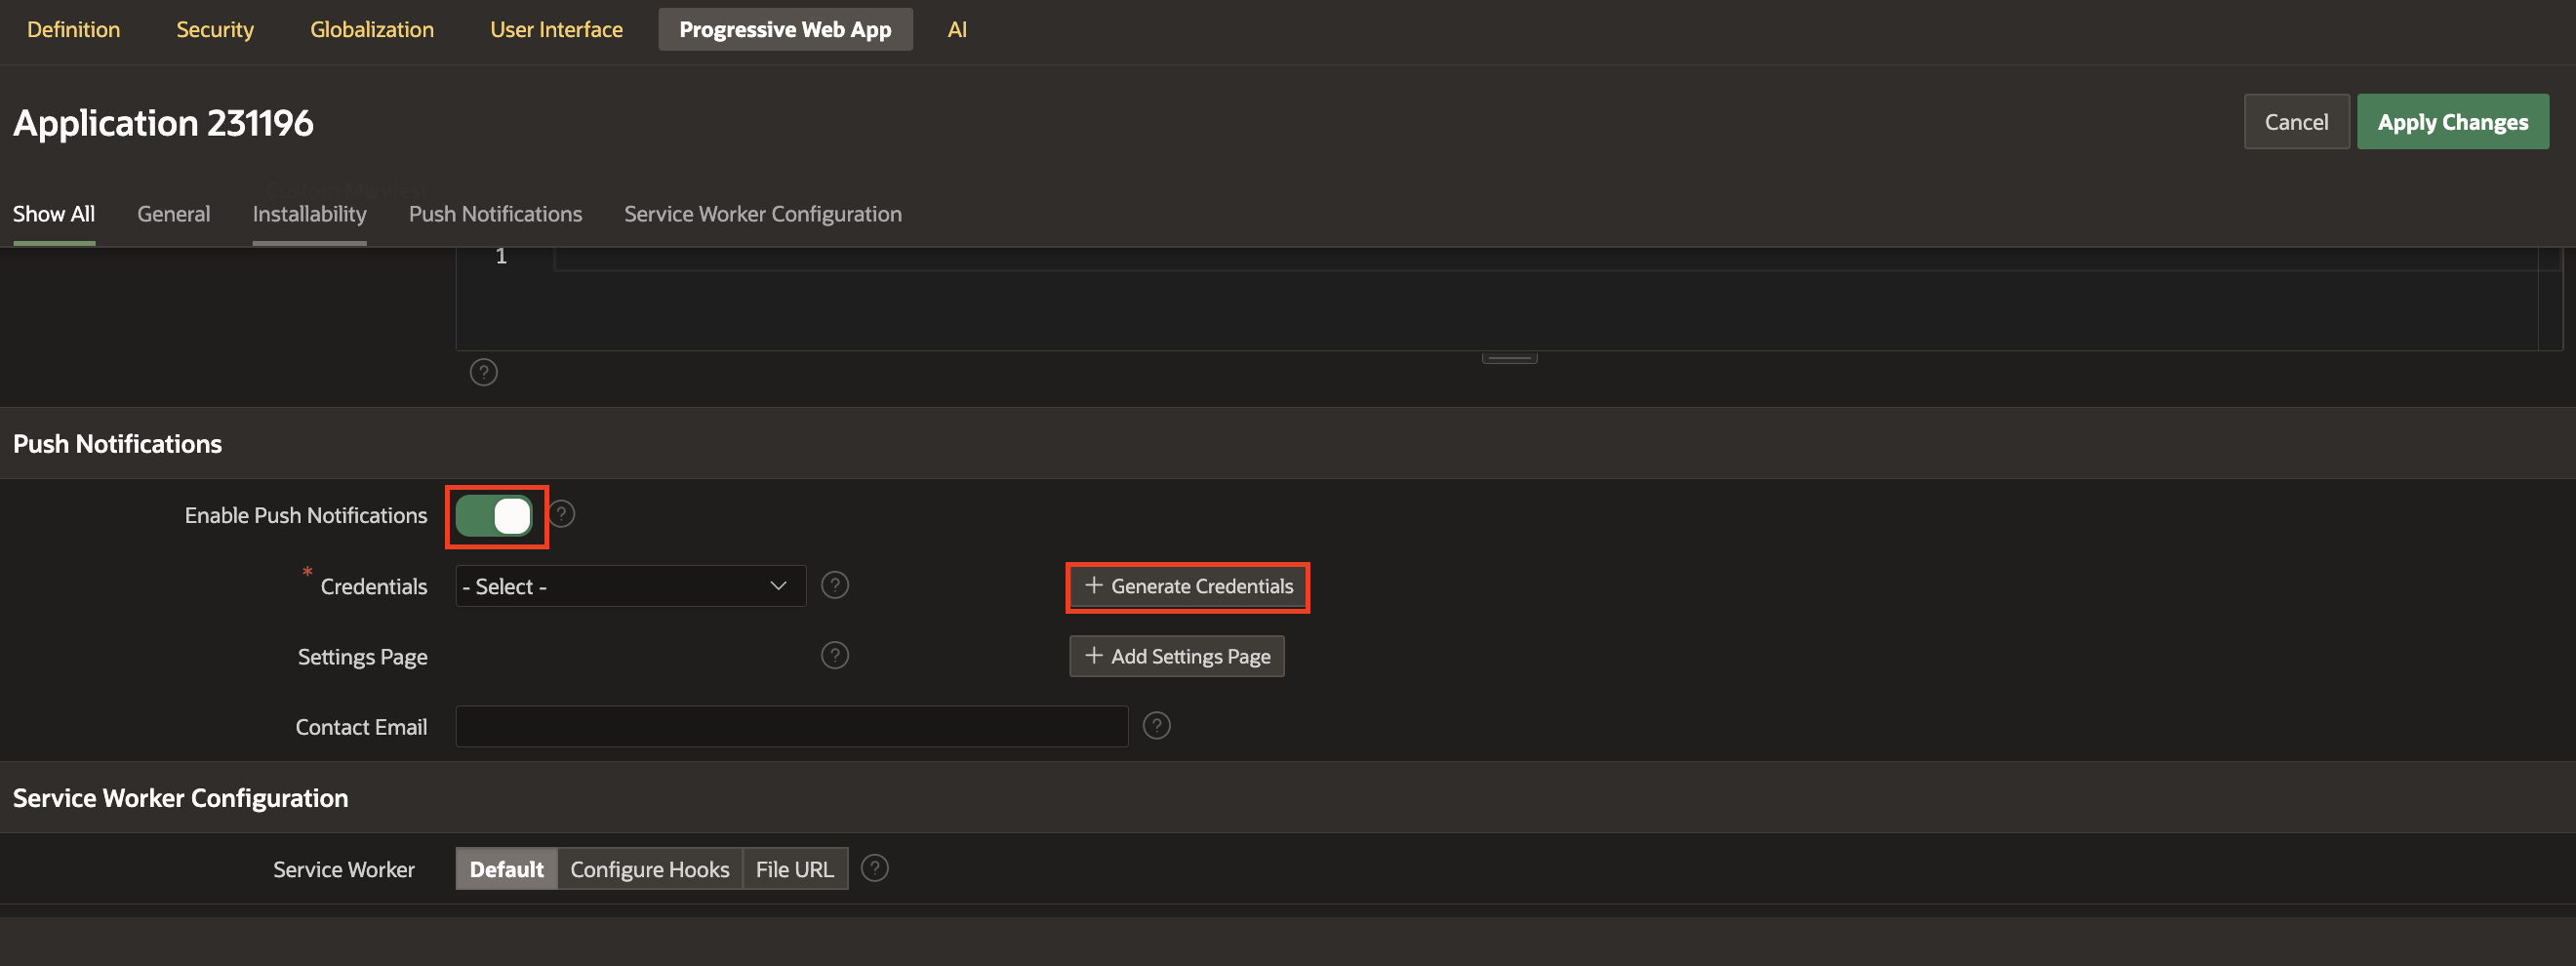 Definition Security Globalization User Interface Progressive Web App AI
Application 231196
Cancel Apply Changes
Custom Manifest
Show All General Installability Push Notifications Service Worker Configuration
1
?
Push Notifications
Enable Push Notifications ?
* Credentials - Select - ? + Generate Credentials
Settings Page ? + Add Settings Page
Contact Email ?
Service Worker Configuration
Service Worker Default Configure Hooks File URL ?